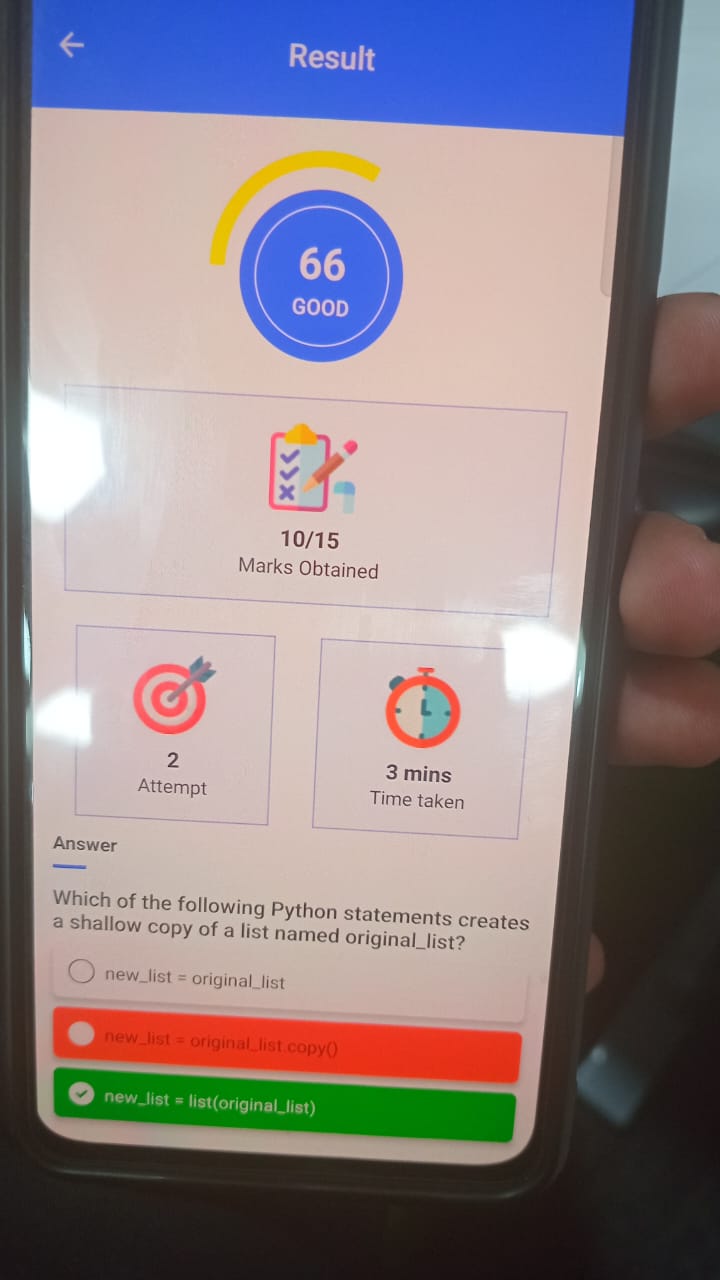 Result
66
GOOD
10/15
Marks Obtained
2
Attempt
3 mins
Time taken
Answer
Which of the following Python statements creates
a shallow copy of a list named original_list?
new_list = original_list
new_list = original_list.copy()
new_list = list(original_list)